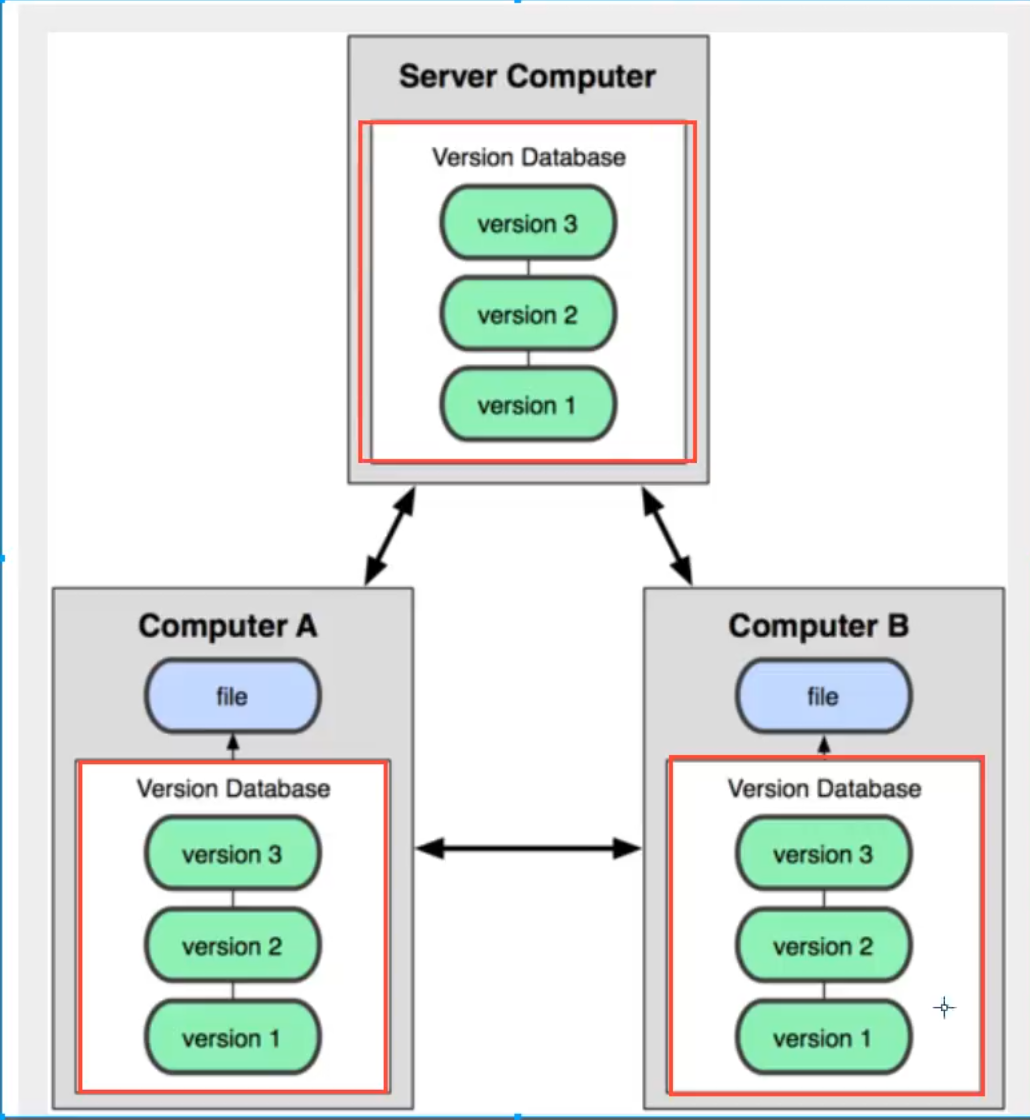 Server Computer
Version Database
version 3
version 2
version 1
Computer A
file
Version Database
version 3
version 2
version 1
Computer B
file
Version Database
version 3
version 2
version 1